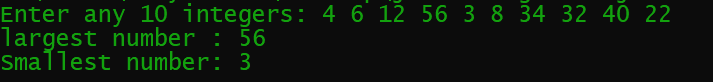 Enter any 10 integers: 4 6 12 56 3 8 34 32 40 22
largest number : 56
Smallest number: 3